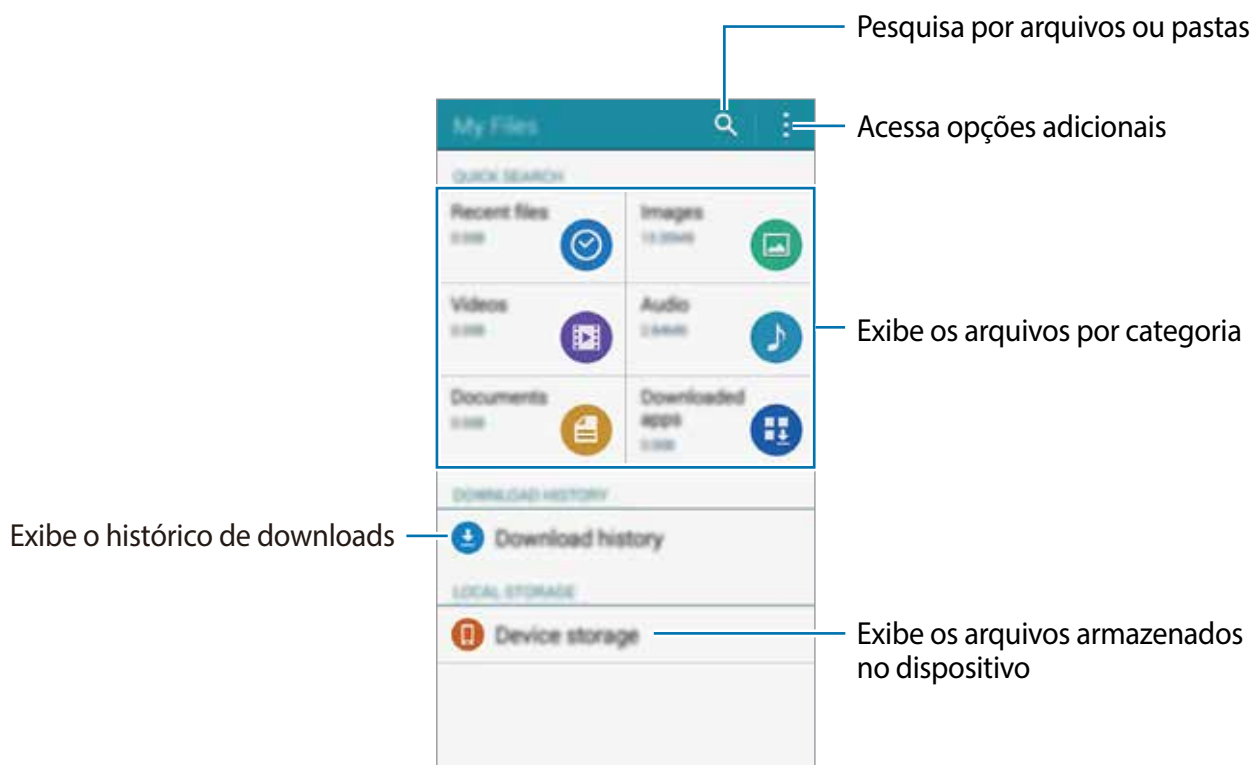 Pesquisa por arquivos ou pastas
My Files
Acessa opções adicionais
QUICK SEARCH
Recent files
Images
Videos
Audio
Exibe os arquivos por categoria
Documents
Downloaded
apps
DOWNLOAD HISTORY
Exibe o histórico de downloads
Download history
LOCAL STORAGE
Device storage
Exibe os arquivos armazenados
no dispositivo